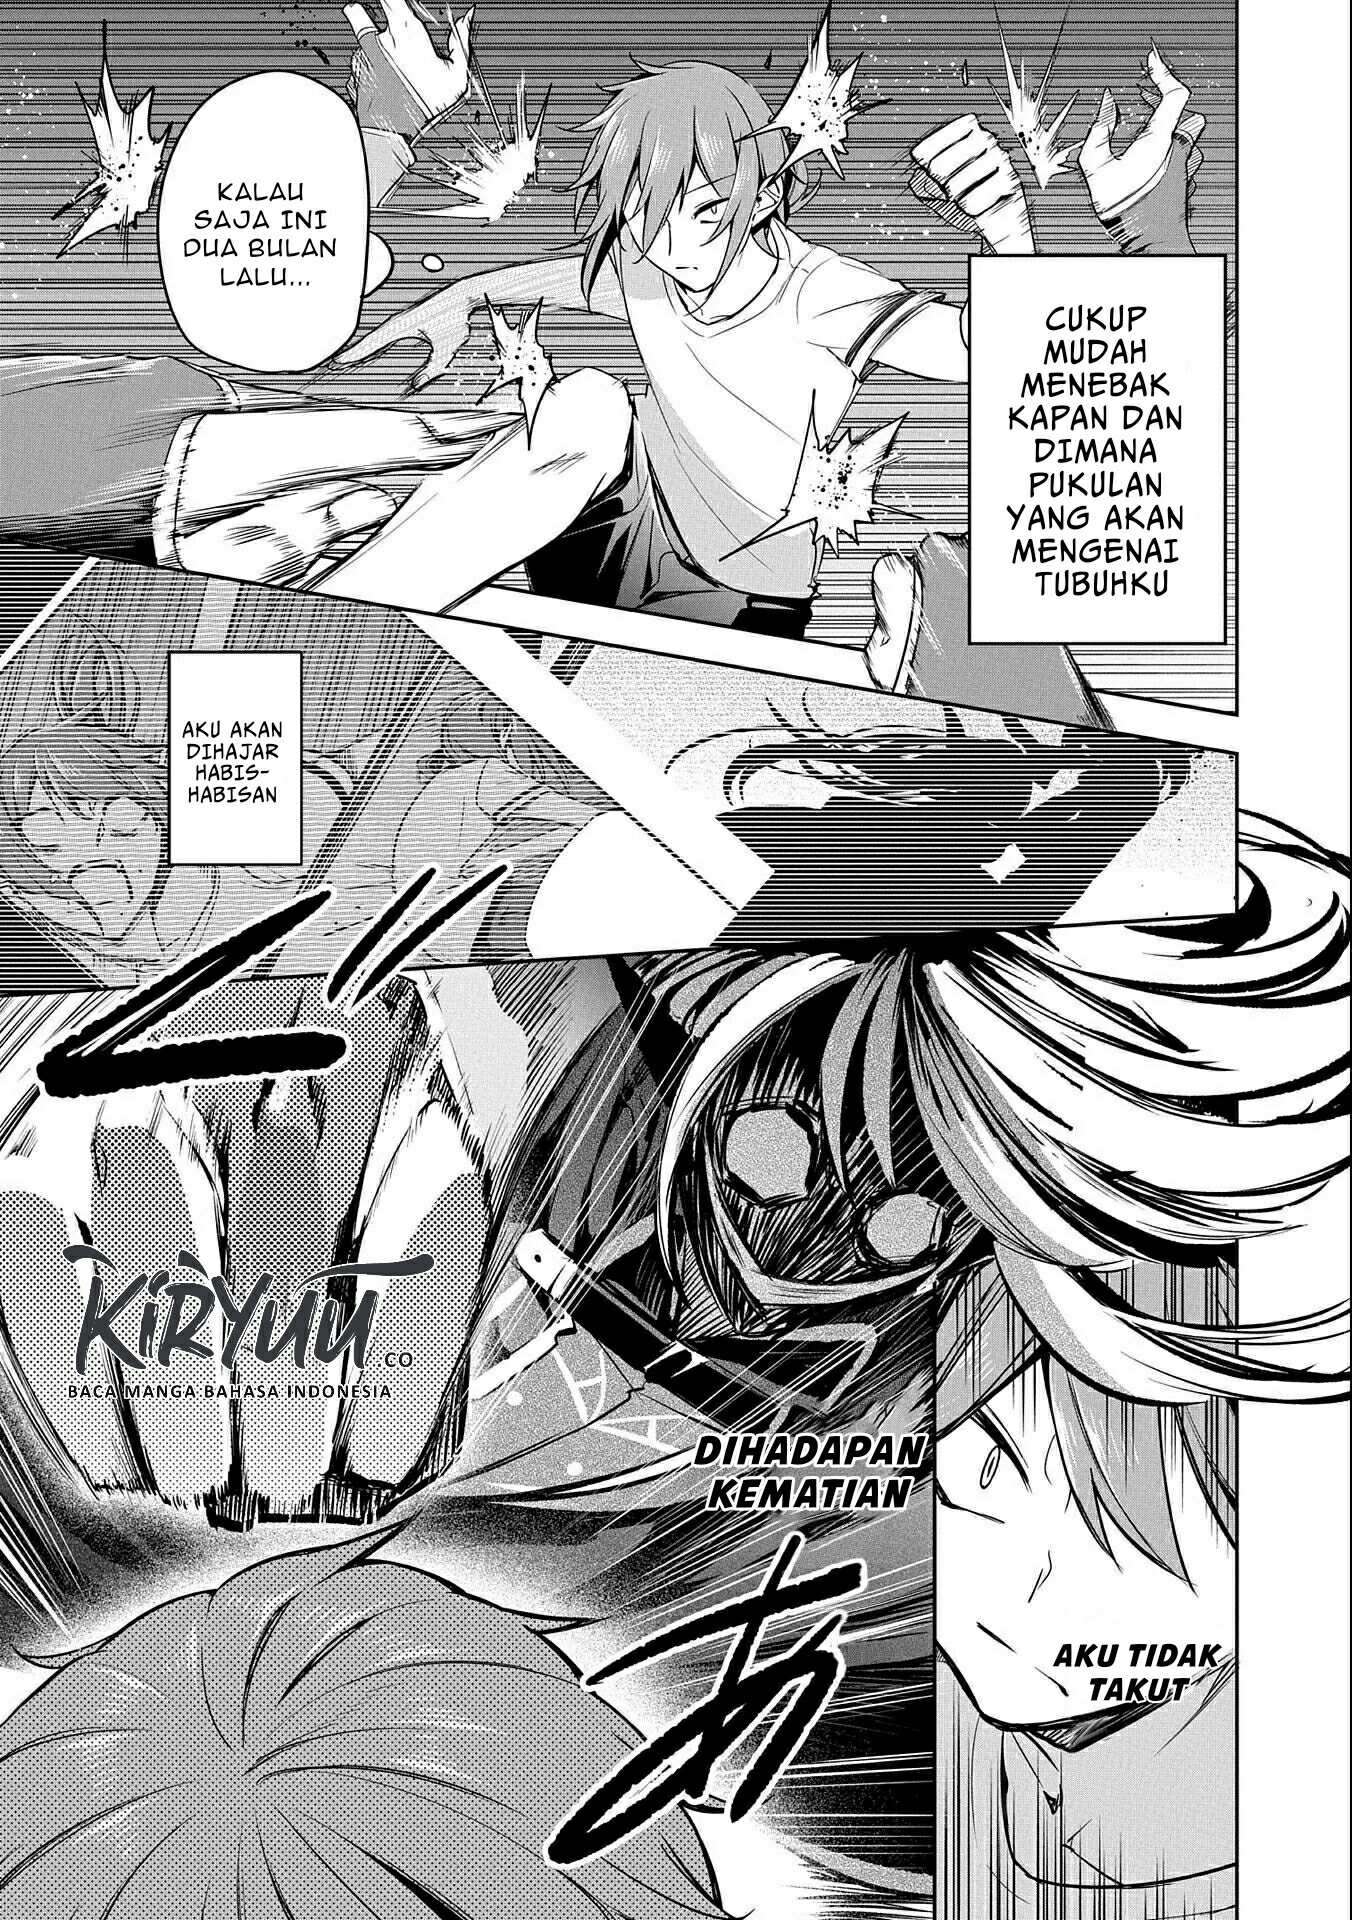 CUKUP
MUDAH
MENEBAK
KAPAN DAN
DIMANA
PUKULAN
YANG AKAN
MENGENAI
TUBUHKU
KALAU
SAJA INI
DUA BULAN
LALU...
AKU AKAN
DIHAJAR
HABIS-
HABISAN
KIRYUU.CO
BACA MANGA BAHASA INDONESIA
AKU TIDAK
TAKUT
DIHADAPAN
KEMATIAN